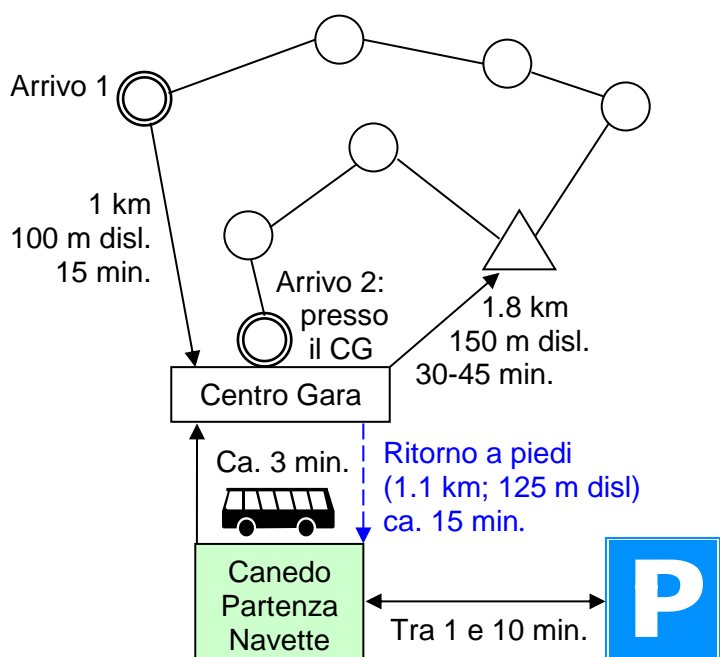 Arrivo 1
1 km
100 m disl.
15 min.
Arrivo 2:
presso
il CG
1.8 km
150 m disl.
30-45 min.
Centro Gara
Ca. 3 min.
Ritorno a piedi
(1.1 km; 125 m disl)
ca. 15 min.
Canedo
Partenza
Navette
Tra 1 e 10 min.
P